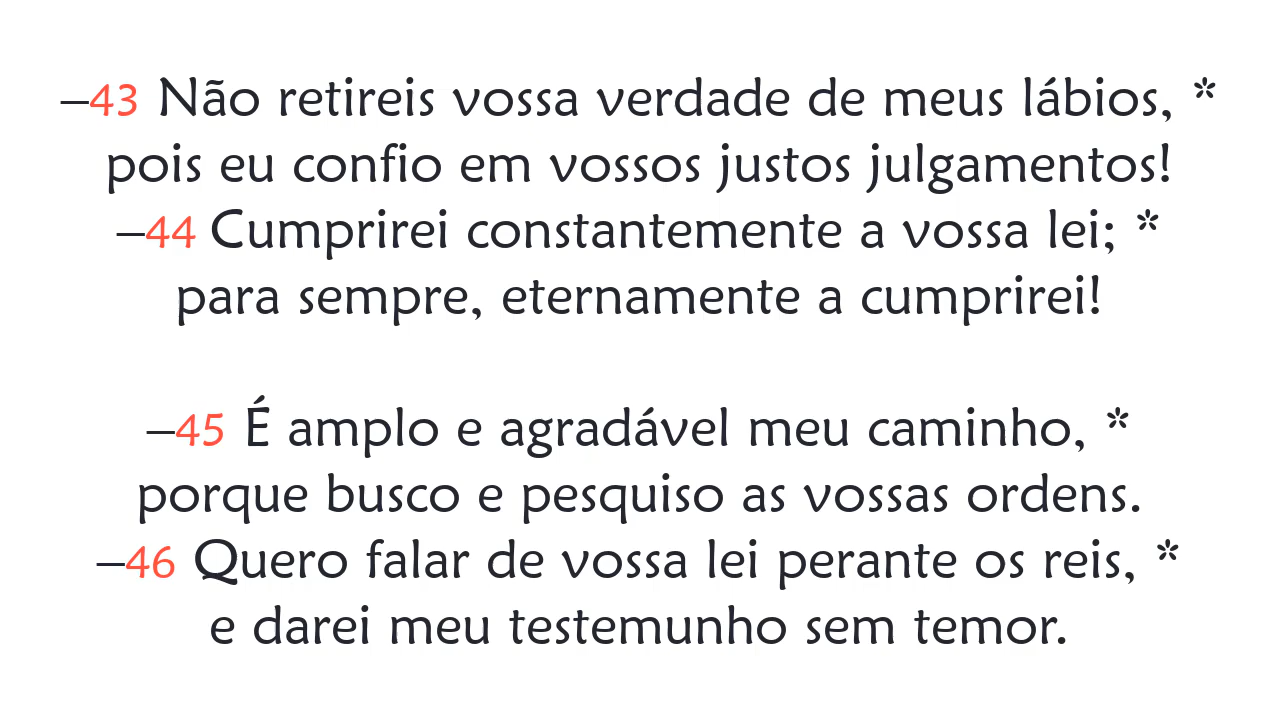 –43 Não retireis vossa verdade de meus lábios, *
pois eu confio em vossos justos julgamentos!
–44 Cumprirei constantemente a vossa lei; *
para sempre, eternamente a cumprirei!
–45 É amplo e agradável meu caminho, *
porque busco e pesquiso as vossas ordens.
–46 Quero falar de vossa lei perante os reis, *
e darei meu testemunho sem temor.